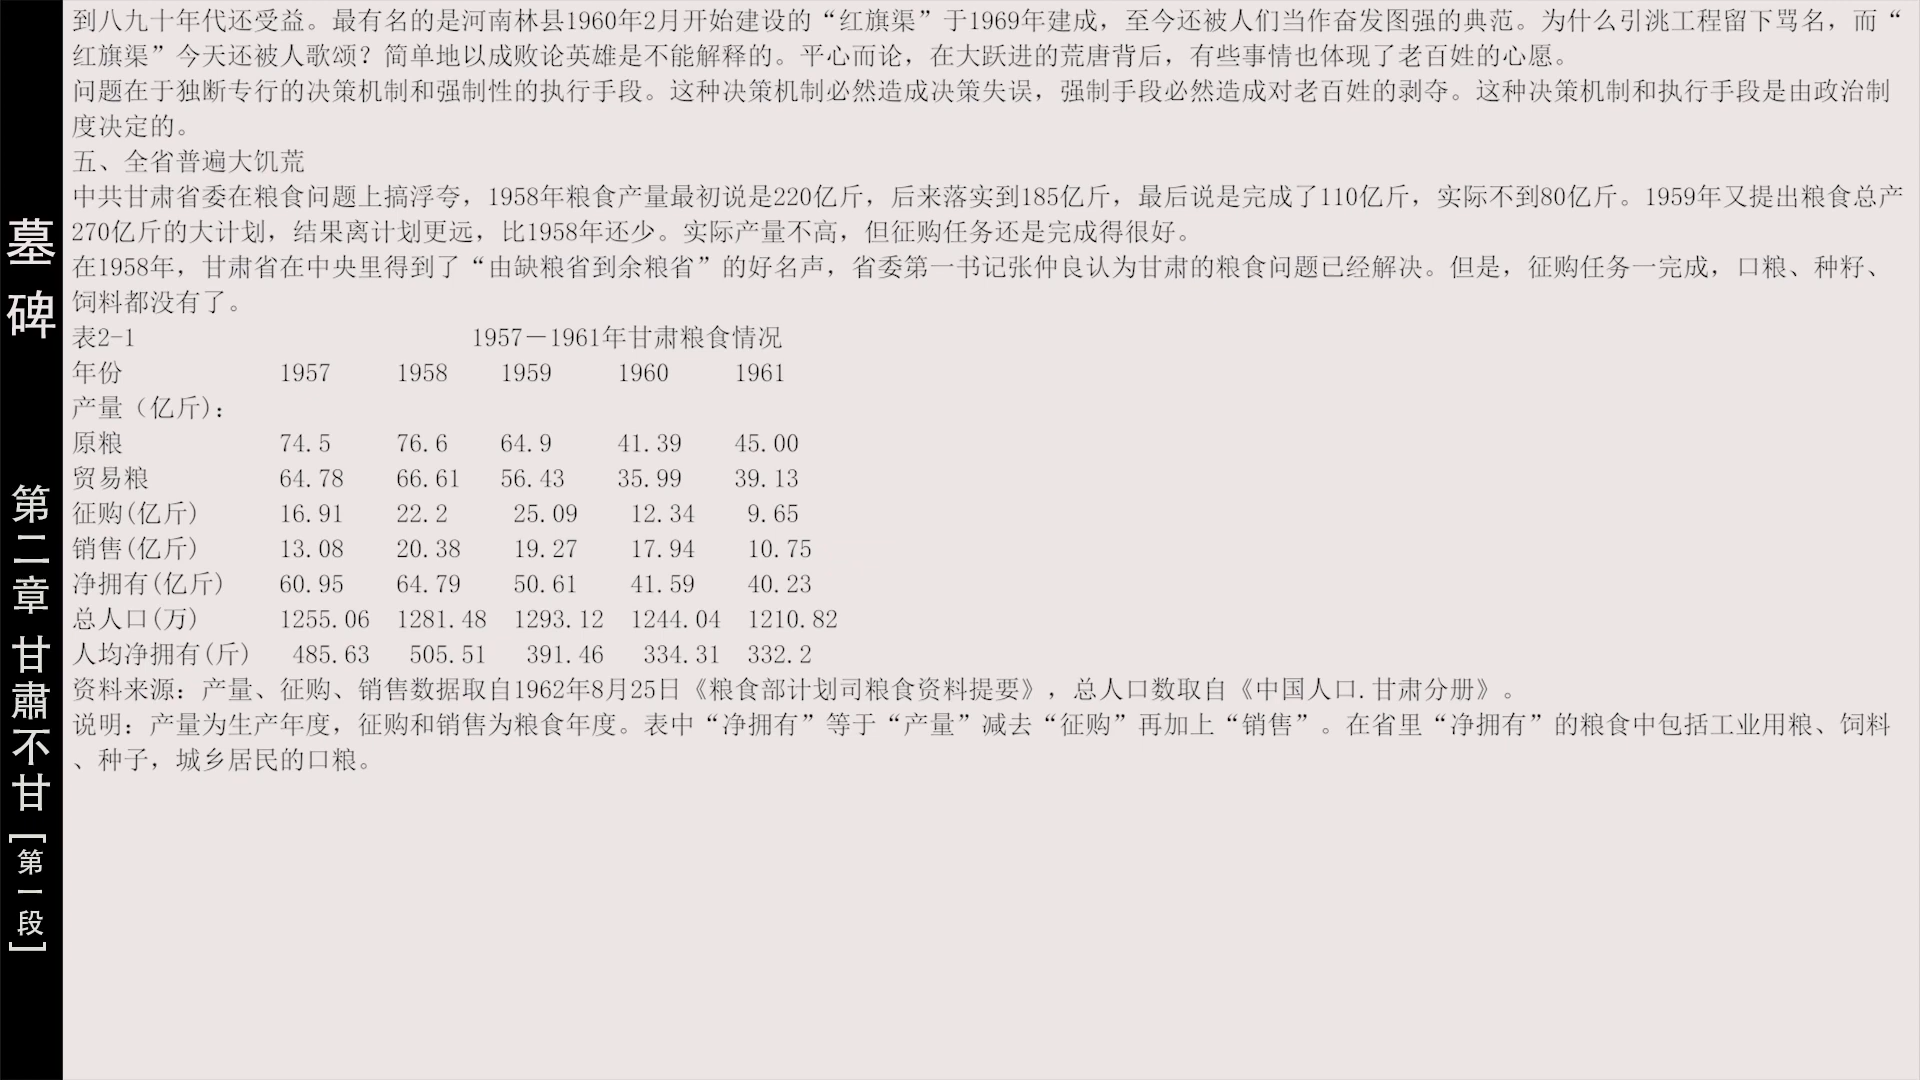 墓碑
第二章 甘肅不甘 [第一段]
到八九十年代还受益。最有名的是河南林县1960年2月开始建设的“红旗渠”于1969年建成，至今还被人们当作奋发图强的典范。为什么引洮工程留下骂名，而“
红旗渠”今天还被人歌颂？简单地以成败论英雄是不能解释的。平心而论，在大跃进的荒唐背后，有些事情也体现了老百姓的心愿。
问题在于独断专行的决策机制和强制性的执行手段。这种决策机制必然造成决策失误，强制手段必然造成对老百姓的剥夺。这种决策机制和执行手段是由政治制
度决定的。
五、全省普遍大饥荒
中共甘肃省委在粮食问题上搞浮夸，1958年粮食产量最初说是220亿斤，后来落实到185亿斤，最后说是完成了110亿斤，实际不到80亿斤。1959年又提出粮食总产
270亿斤的大计划，结果离计划更远，比1958年还少。实际产量不高，但征购任务还是完成得很好。
在1958年，甘肃省在中央里得到了“由缺粮省到余粮省”的好名声，省委第一书记张仲良认为甘肃的粮食问题已经解决。但是，征购任务一完成，口粮、种籽、
饲料都没有了。
表2-1 1957－1961年甘肃粮食情况
年份 1957 1958 1959 1960 1961
产量（亿斤）：
原粮 74.5 76.6 64.9 41.39 45.00
贸易粮 64.78 66.61 56.43 35.99 39.13
征购(亿斤) 16.91 22.2 25.09 12.34 9.65
销售(亿斤) 13.08 20.38 19.27 17.94 10.75
净拥有(亿斤) 60.95 64.79 50.61 41.59 40.23
总人口(万) 1255.06 1281.48 1293.12 1244.04 1210.82
人均净拥有(斤) 485.63 505.51 391.46 334.31 332.2
资料来源：产量、征购、销售数据取自1962年8月25日《粮食部计划司粮食资料提要》，总人口数取自《中国人口.甘肃分册》。
说明：产量为生产年度，征购和销售为粮食年度。表中“净拥有”等于“产量”减去“征购”再加上“销售”。在省里“净拥有”的粮食中包括工业用粮、饲料
、种子，城乡居民的口粮。